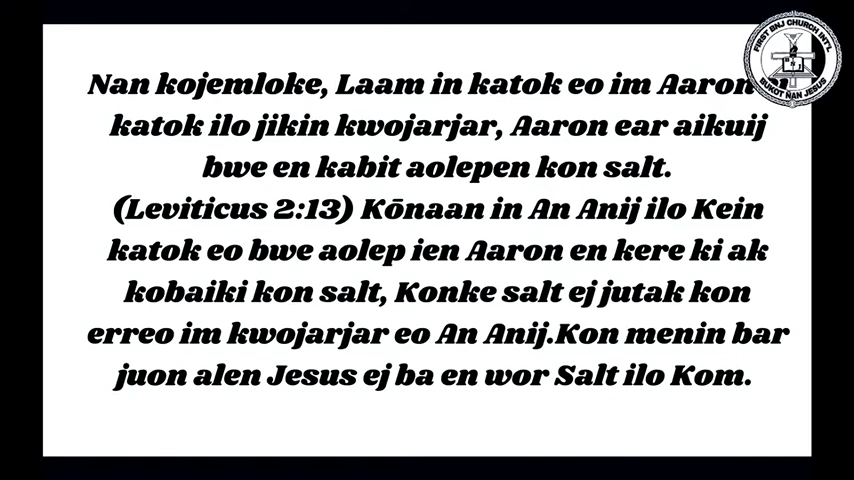 Nan kojemloke, Laam in katok eo im Aaron
katok ilo jikin kwojarjar, Aaron ear aikuij
bwe en kabit aolepen kon salt.
(Leviticus 2:13) Kōnaan in An Anij ilo Kein
katok eo bwe aolep ien Aaron en kere ki ak
kobaiki kon salt, Konke salt ej jutak kon
erreo im kwojarjar eo An Anij.Kon menin bar
juon alen Jesus ej ba en wor Salt ilo Kom.
FIRST BNJ CHURCH INT'L
BUKOT ÑAN JESUS